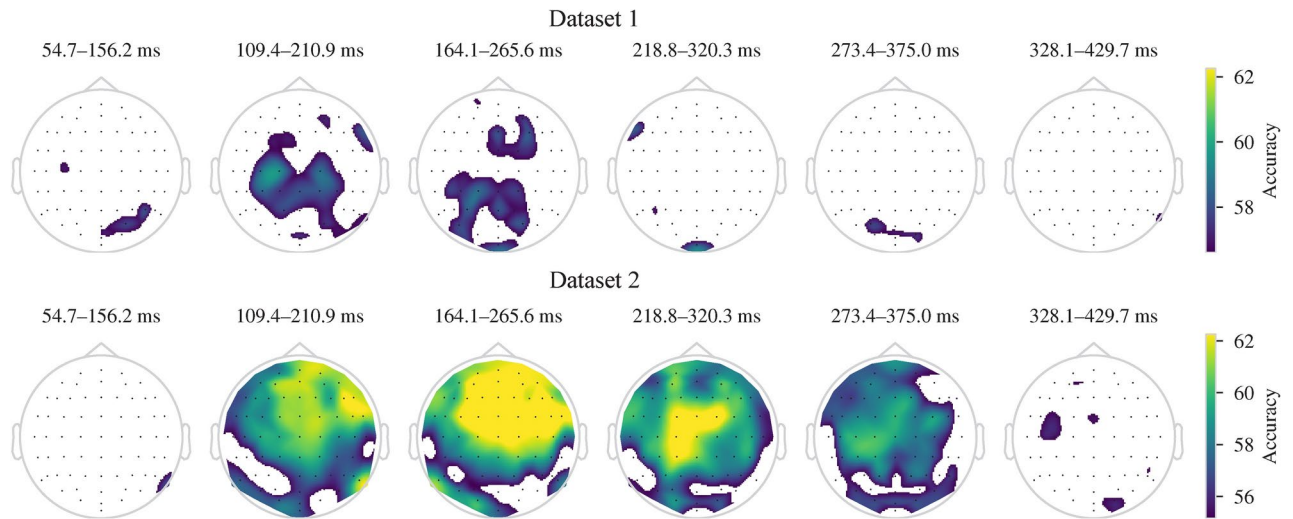 Dataset 1
54.7–156.2 ms 109.4–210.9 ms 164.1–265.6 ms 218.8–320.3 ms 273.4–375.0 ms 328.1–429.7 ms
62
60
58
Accuracy
Dataset 2
54.7–156.2 ms 109.4–210.9 ms 164.1–265.6 ms 218.8–320.3 ms 273.4–375.0 ms 328.1–429.7 ms
62
60
58
56
Accuracy